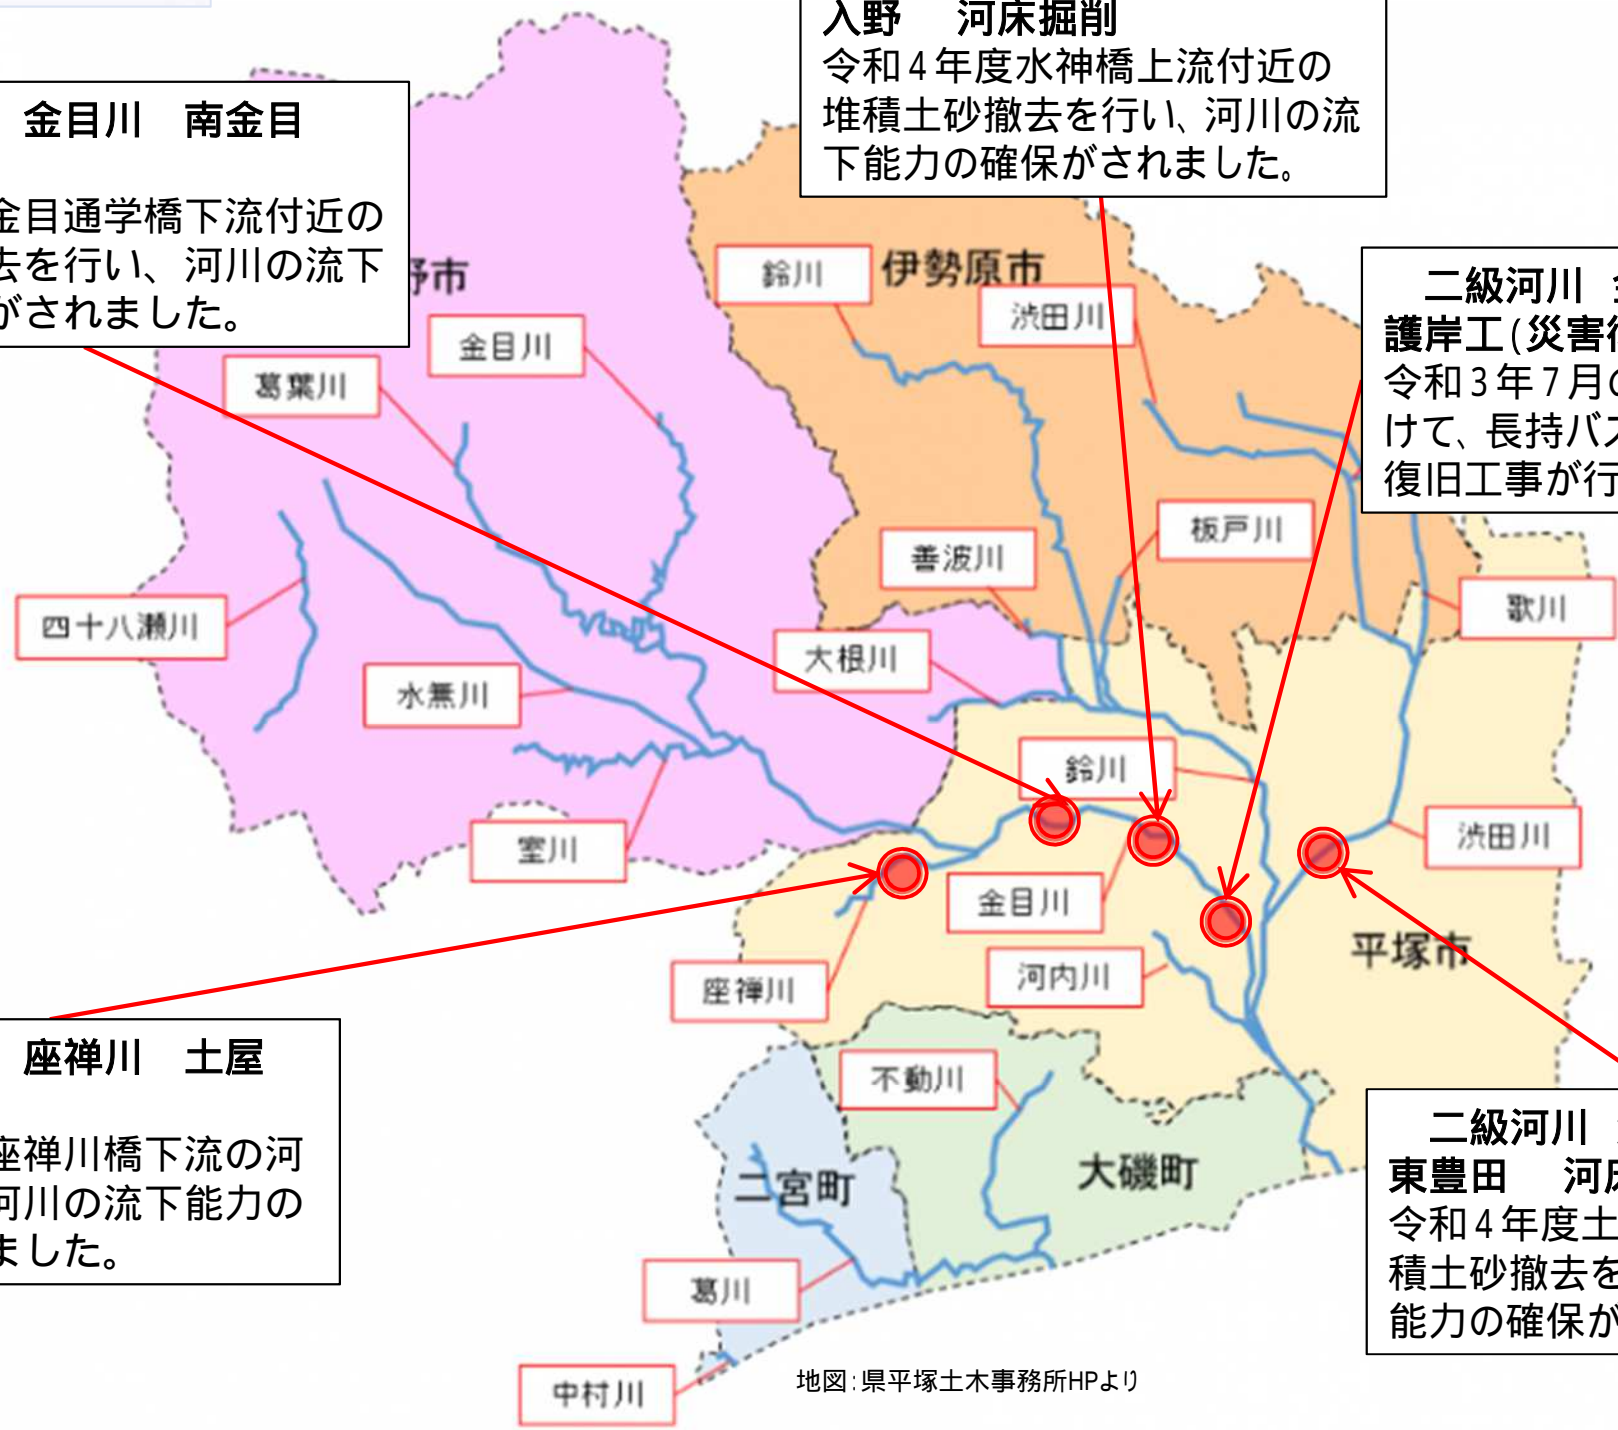 入野　河床掘削
令和4年度水神橋上流付近の
堆積土砂撤去を行い、河川の流
下能力の確保がされました。
金目川　南金目
金目通学橋下流付近の
去を行い、河川の流下
がされました。
野市
伊勢原市
鈴川
渋田川
二級河川
護岸工(災害復
令和3年7月の
けて、長持バス
復旧工事が行
金目川
葛葉川
善波川
板戸川
歌川
四十八瀬川
大根川
水無川
鈴川
室川
渋田川
金目川
平塚市
座禅川
河内川
座禅川　土屋
座禅川橋下流の河
河川の流下能力の
ました。
不動川
二級河川
東豊田　河床
令和4年度土
積土砂撤去を
能力の確保が
二宮町
大磯町
葛川
中村川
地図：県平塚土木事務所HPより